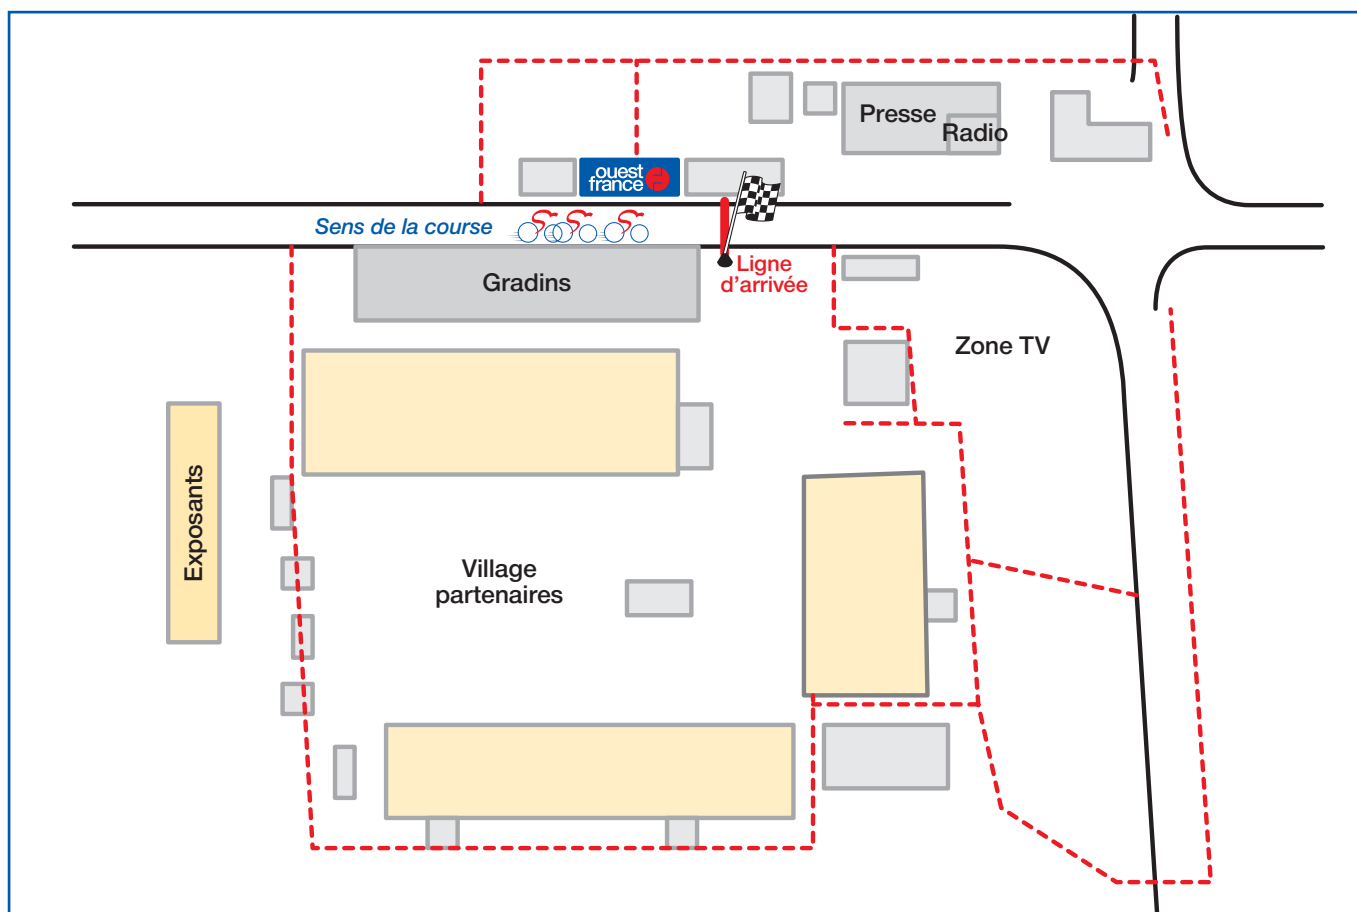 Presse
Radio
ouest
france
Sens de la course
Ligne
d'arrivée
Gradins
Zone TV
Exposants
Village
partenaires